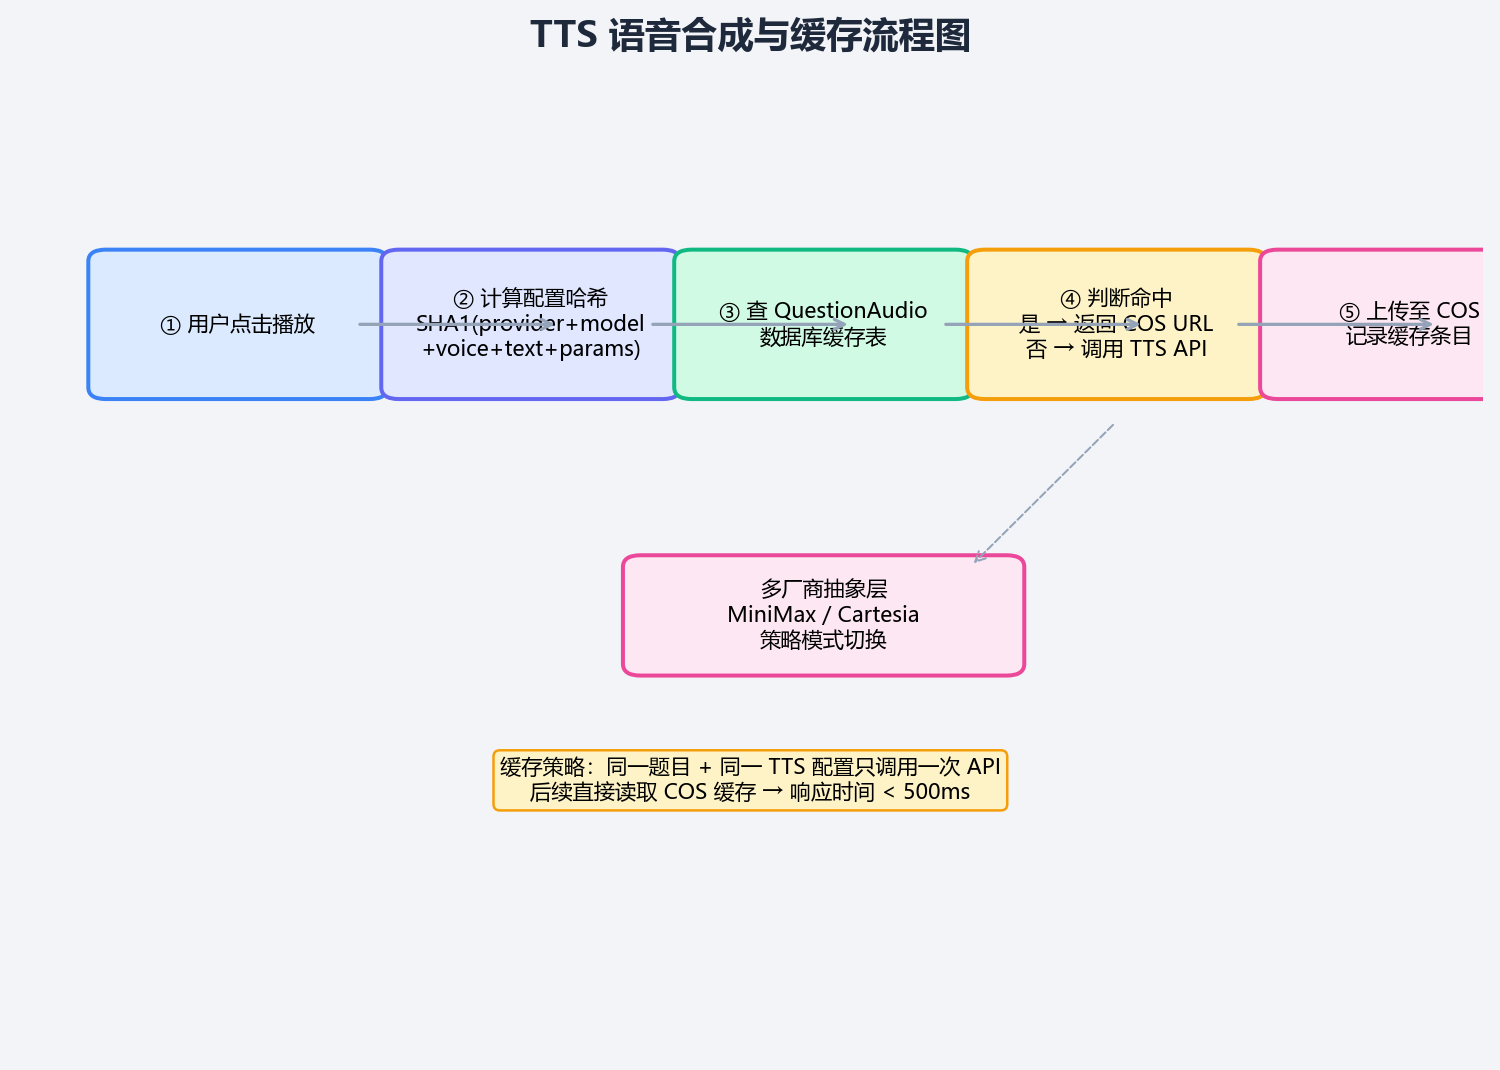 TTS 语音合成与缓存流程图
① 用户点击播放
② 计算配置哈希
SHA1(provider+model
+voice+text+params)
③ 查 QuestionAudio
数据库缓存表
④ 判断命中
是 → 返回 COS URL
否 → 调用 TTS API
⑤ 上传至 COS
记录缓存条目
多厂商抽象层
MiniMax / Cartesia
策略模式切换
缓存策略：同一题目 + 同一 TTS 配置只调用一次 API
后续直接读取 COS 缓存 → 响应时间 < 500ms